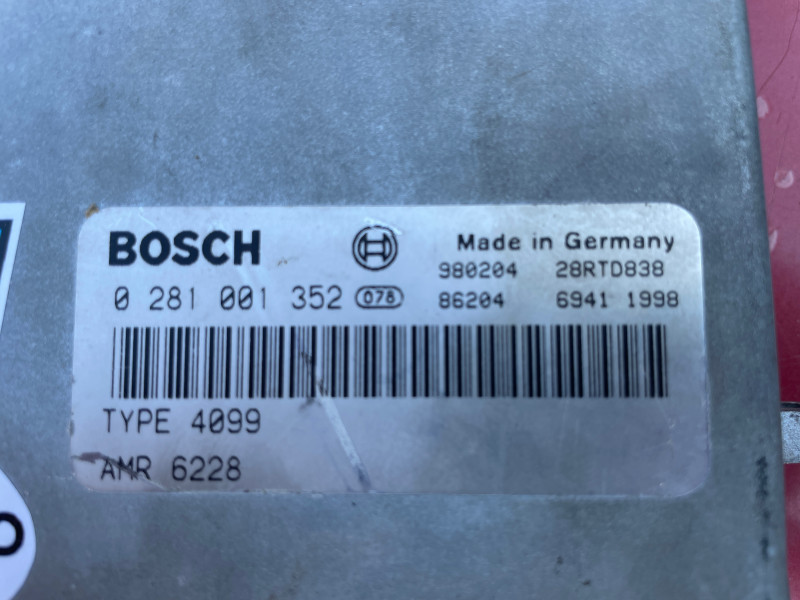 BOSCH Made in Germany
980204 28RTD838
0 281 001 352 078 86204 6941 1998
TYPE 4099
AMR 6228